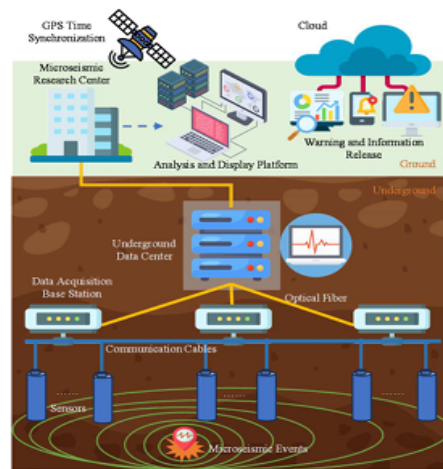 GPS Time
Synchronization
Cloud
Microseismic
Research Center
Analysis and Display Platform
Warning and Information
Release
Ground
Underground
Underground
Data Center
Data Acquisition
Base Station
Optical Fiber
Communication Cables
......
......
......
Sensors
Microseismic Events